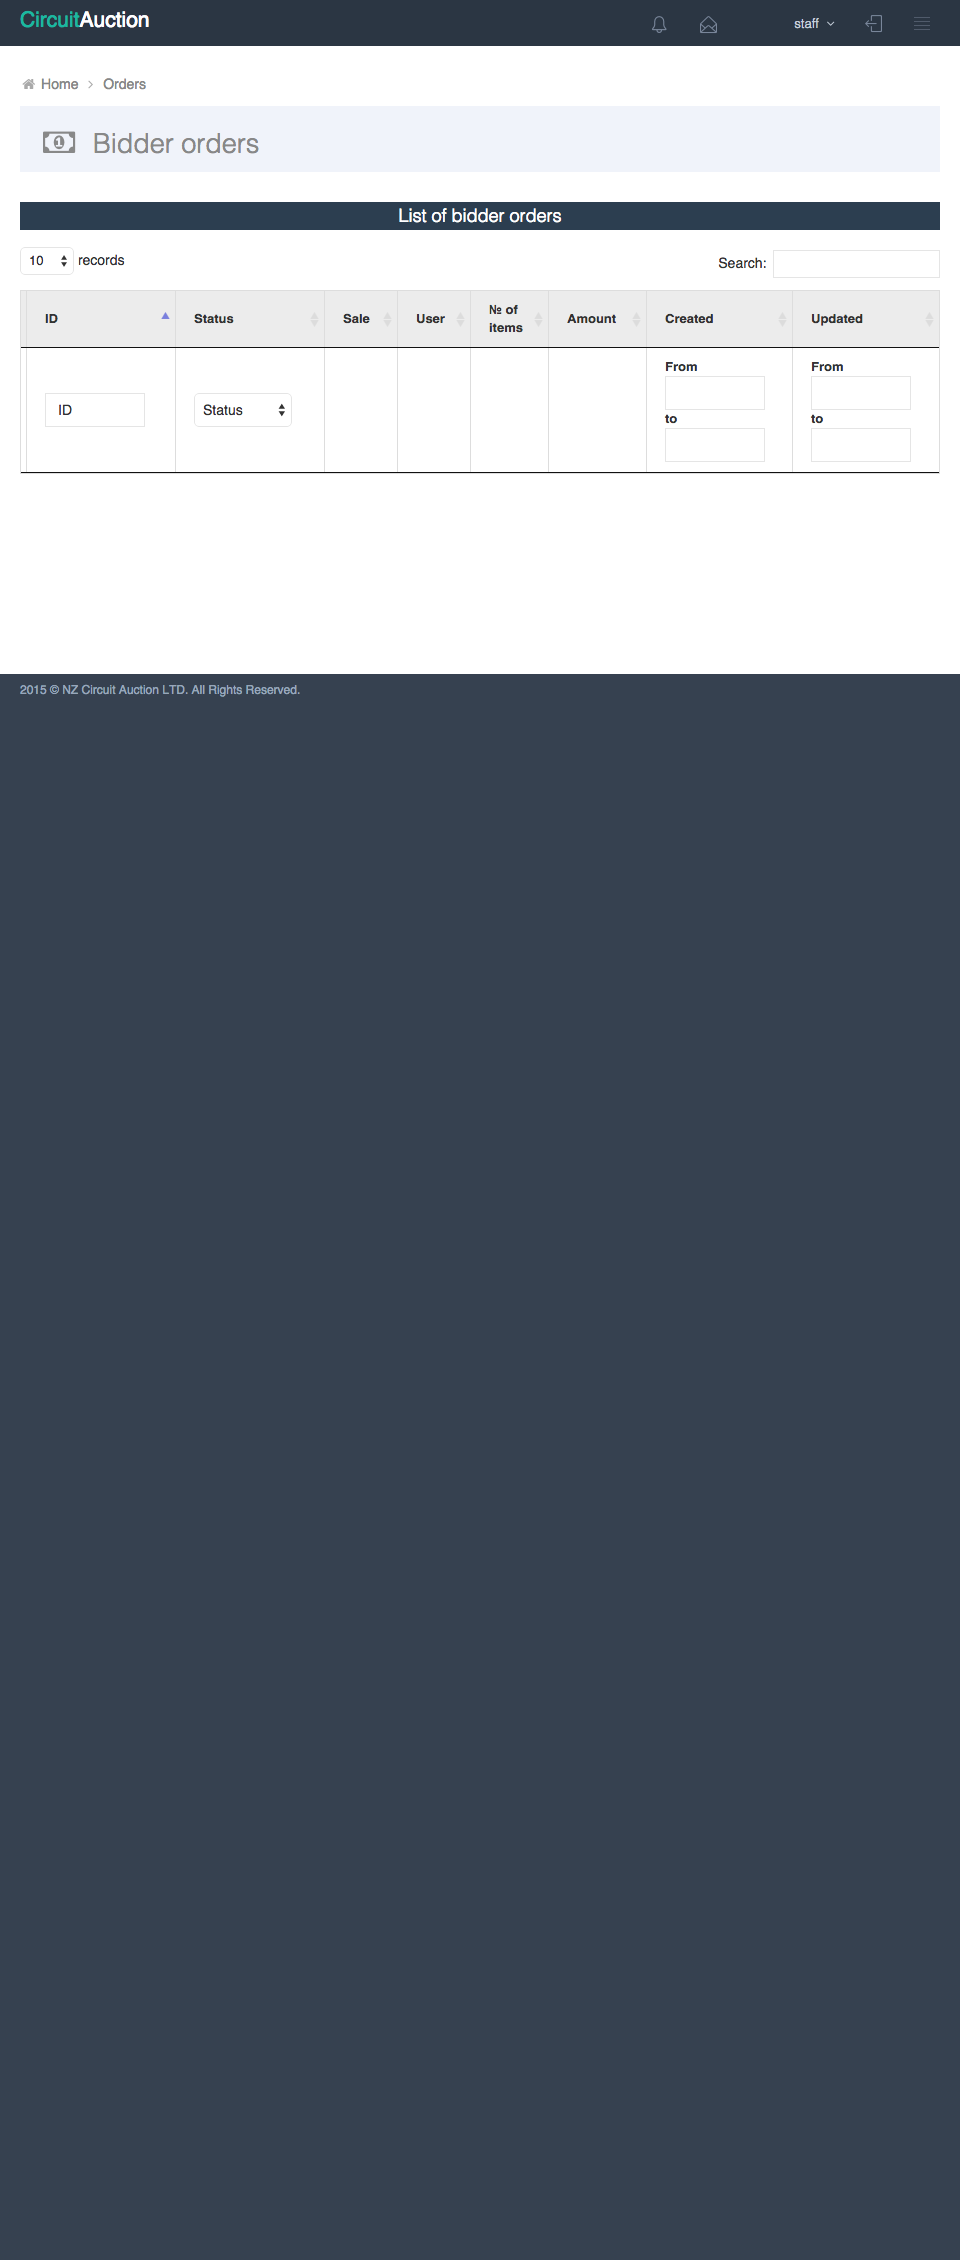 CircuitAuction
staff
Home
Orders
Bidder orders
List of bidder orders
10
records
Search:
ID
Status
Sale
User
№ of
items
Amount
Created
Updated
ID
Status
From
to
From
to
2015 © NZ Circuit Auction LTD. All Rights Reserved.